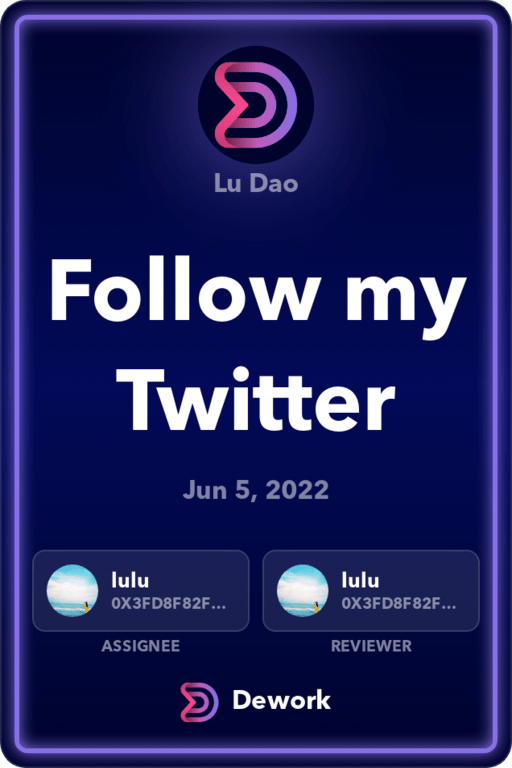 Lu Dao
Follow my
Twitter
Jun 5, 2022
lulu
0X3FD8F82F...
ASSIGNEE
lulu
0X3FD8F82F...
REVIEWER
Dework